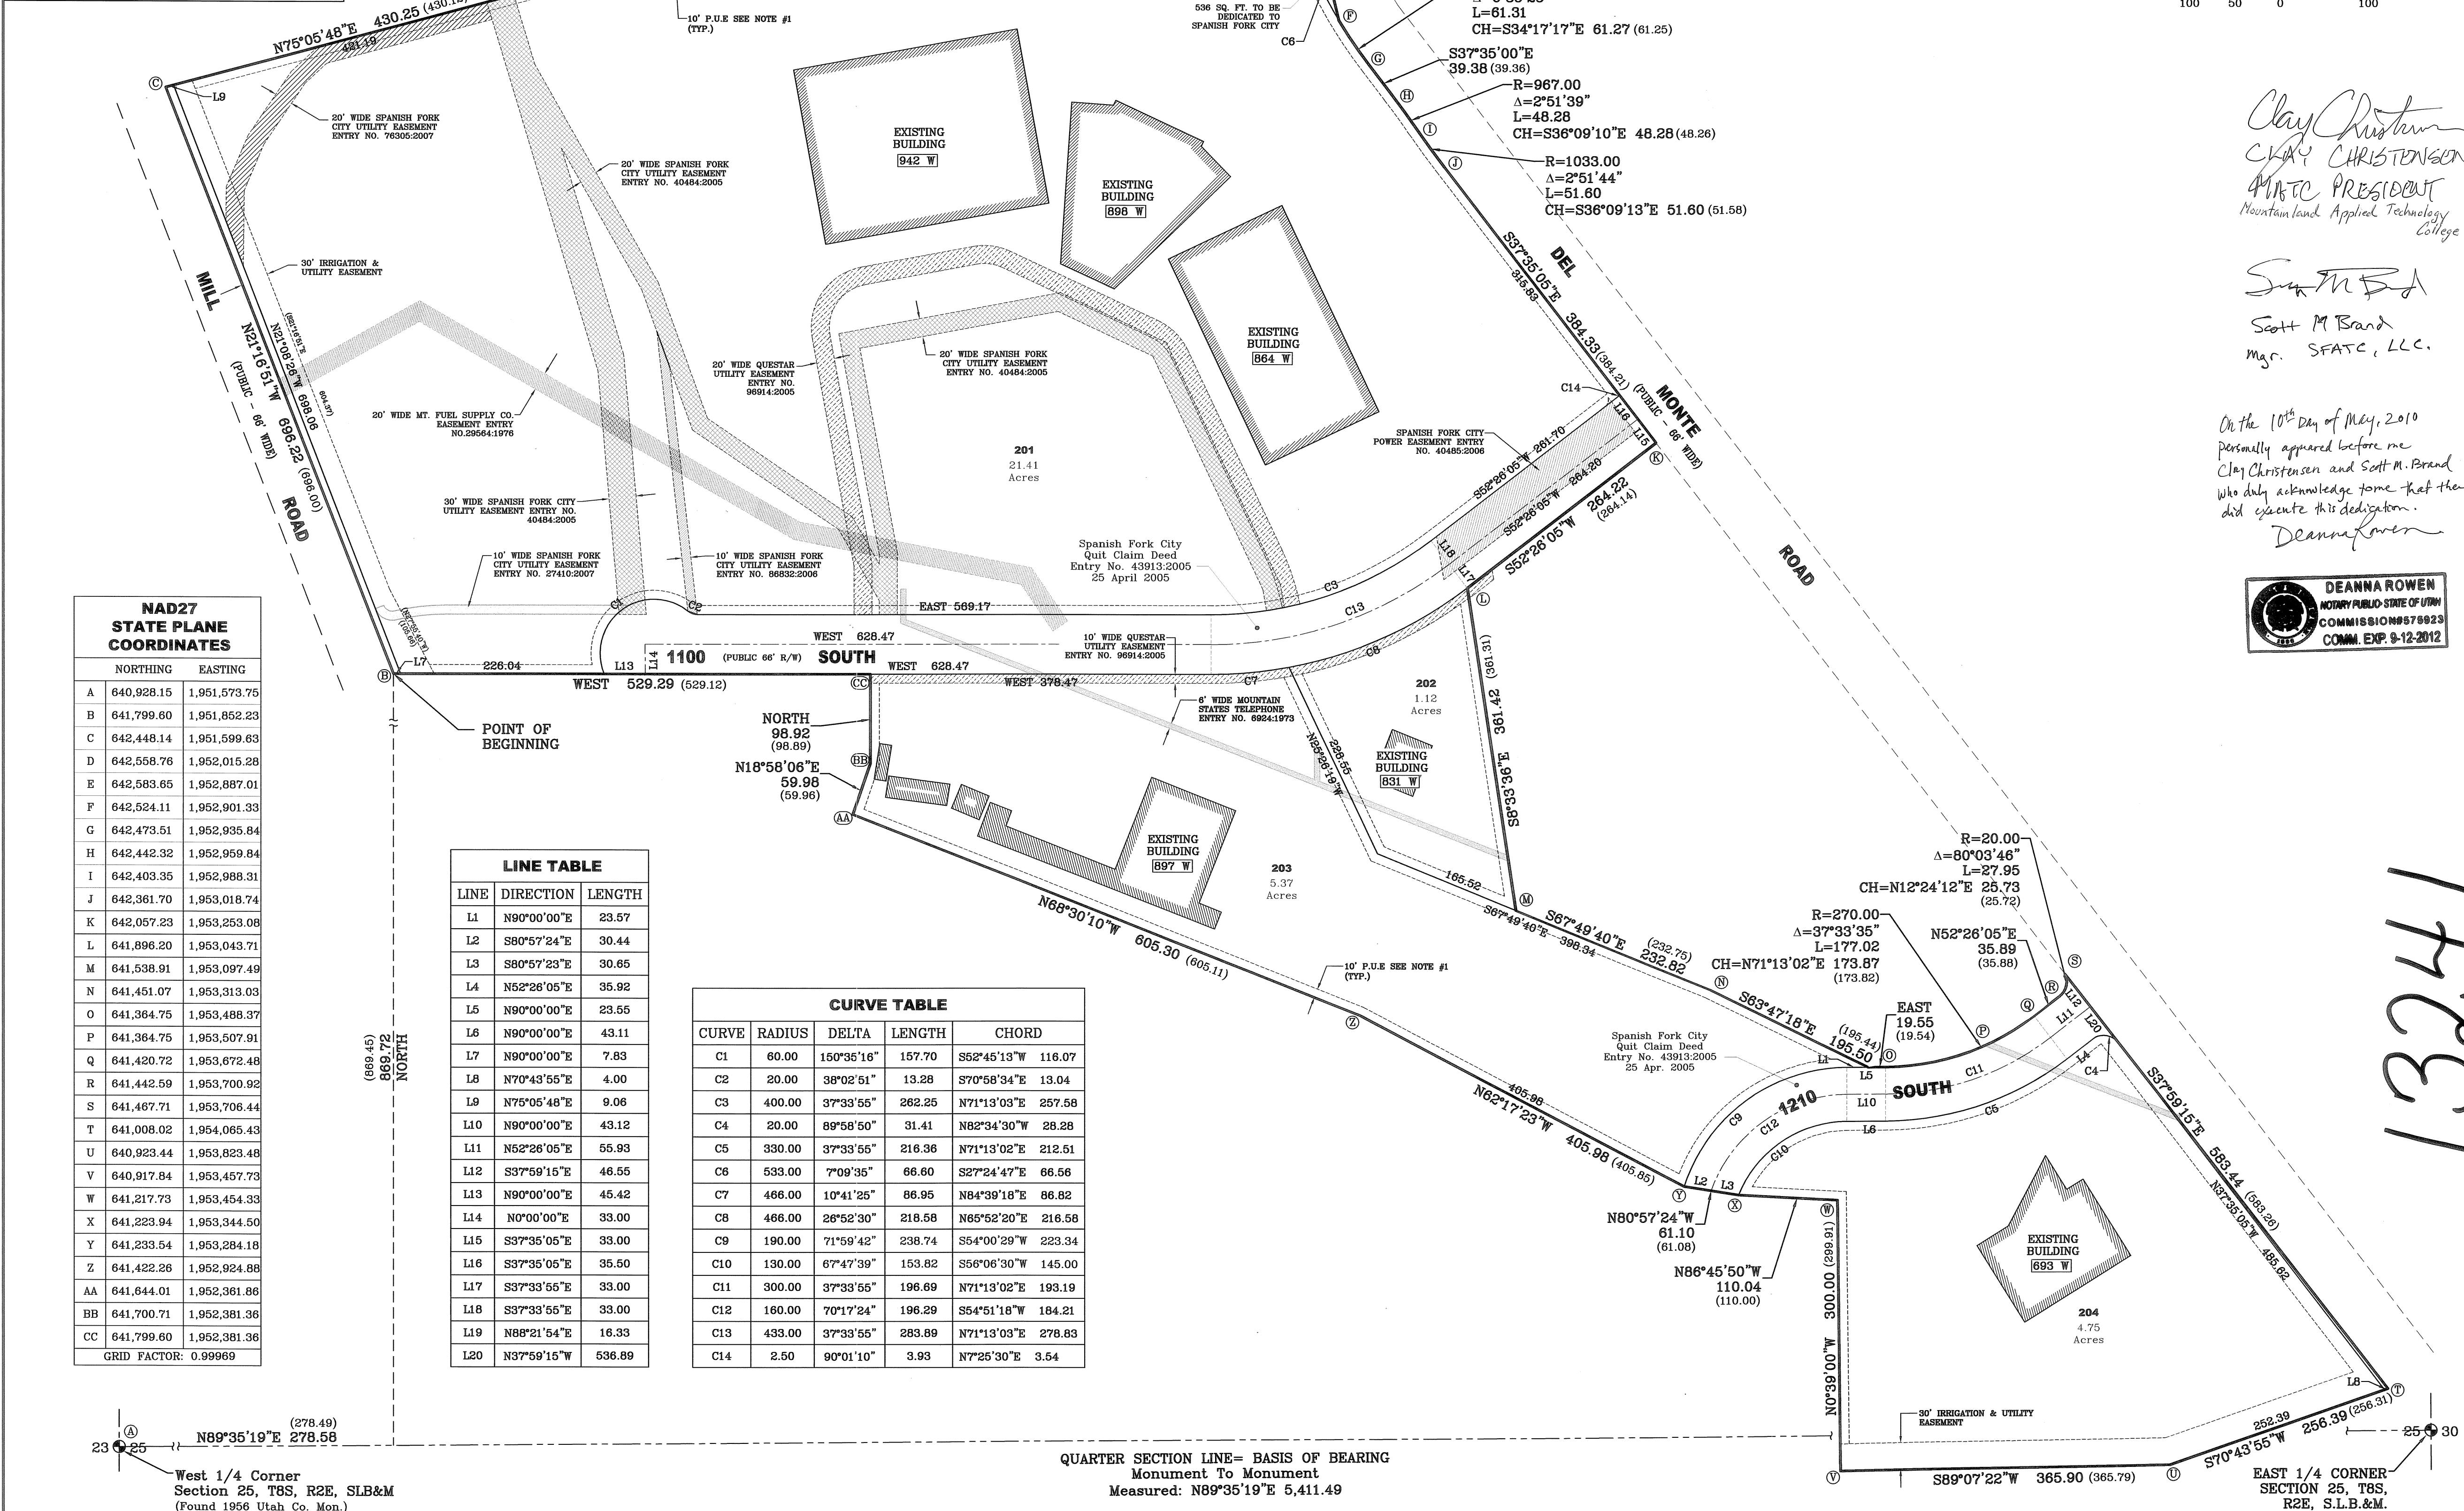 N75°05'48"E 430.25 (430.12)
421.19
10' P.U.E SEE NOTE #1
(TYP.)
536 SQ. FT. TO BE
DEDICATED TO
SPANISH FORK CITY
C6
F
L=61.31
CH=S34°17'17"E 61.27 (61.25)
G
S37°35'00"E
39.38 (39.36)
H
R=967.00
Δ=2°51'39"
L=48.28
CH=S36°09'10"E 48.28 (48.26)
I
J
R=1033.00
Δ=2°51'44"
L=51.60
CH=S36°09'13"E 51.60 (51.58)
100 50 0 100
C
L9
20' WIDE SPANISH FORK
CITY UTILITY EASEMENT
ENTRY NO. 76305:2007
20' WIDE SPANISH FORK
CITY UTILITY EASEMENT
ENTRY NO. 40484:2005
EXISTING
BUILDING
942 W
EXISTING
BUILDING
898 W
EXISTING
BUILDING
864 W
30' IRRIGATION &
UTILITY EASEMENT
MILL ROAD
(PUBLIC - 66' WIDE)
N21°16'51"W 696.22 (696.00)
N21°08'26"W 698.06
(S21°16'51"E
604.37)
20' WIDE MT. FUEL SUPPLY CO.
EASEMENT ENTRY
NO.29564:1976
20' WIDE QUESTAR
UTILITY EASEMENT
ENTRY NO.
96914:2005
20' WIDE SPANISH FORK
CITY UTILITY EASEMENT
ENTRY NO. 40484:2005
201
21.41
Acres
30' WIDE SPANISH FORK CITY
UTILITY EASEMENT ENTRY NO.
40484:2005
10' WIDE SPANISH FORK
CITY UTILITY EASEMENT
ENTRY NO. 27410:2007
10' WIDE SPANISH FORK
CITY UTILITY EASEMENT
ENTRY NO. 86832:2006
Spanish Fork City
Quit Claim Deed
Entry No. 43913:2005
25 April 2005
SPANISH FORK CITY
POWER EASEMENT ENTRY
NO. 40485:2006
DEL MONTE ROAD
(PUBLIC - 66' WIDE)
S37°35'05"E 384.33 (384.21)
315.83
C14
L16
L15
K
S52°26'05"W 261.70
S52°26'05"W 264.20
S52°26'05"W 264.22
(264.14)
L18
L17
L
C1
C2
EAST 569.17
C3
C13
C8
WEST 628.47
1100 (PUBLIC 66' R/W) SOUTH
WEST 628.47
10' WIDE QUESTAR
UTILITY EASEMENT
ENTRY NO. 96914:2005
(105.66)
B
L7
226.04
L13
L14
WEST 529.29 (529.12)
CC
WEST 378.47
C7
POINT OF
BEGINNING
NORTH
98.92
(98.89)
BB
N18°58'06"E
59.98
(59.96)
AA
6' WIDE MOUNTAIN
STATES TELEPHONE
ENTRY NO. 6924:1973
202
1.12
Acres
EXISTING
BUILDING
831 W
228.55
N25°26'19"W
S8°33'36"E 361.42 (361.31)
EXISTING
BUILDING
897 W
203
5.37
Acres
165.52
M
S67°49'40"E 398.34
S67°49'40"E 232.82
(232.75)
N68°30'10"W 605.30 (605.11)
10' P.U.E SEE NOTE #1
(TYP.)
Z
N
S63°47'18"E 195.50
(195.44)
R=20.00
Δ=80°03'46"
L=27.95
CH=N12°24'12"E 25.73
(25.72)
R=270.00
Δ=37°33'35"
L=177.02
CH=N71°13'02"E 173.87
(173.82)
N52°26'05"E
35.89
(35.88)
EAST
19.55
(19.54)
O
P
Q
R
S
L12
L11
L20
L4
C4
Spanish Fork City
Quit Claim Deed
Entry No. 43913:2005
25 Apr. 2005
L1
L5
L10
L6
C9
C12
C10
C11
C5
1210 SOUTH
405.98
N62°17'23"W 405.98 (405.85)
Y
L2
L3
X
W
N80°57'24"W
61.10
(61.08)
N86°45'50"W
110.04
(110.00)
N0°39'00"W 300.00 (299.91)
EXISTING
BUILDING
693 W
204
4.75
Acres
S37°59'15"E 583.44 (583.26)
N37°35'05"W 485.62
L8
T
30' IRRIGATION & UTILITY
EASEMENT
252.39
S70°43'55"W 256.39 (256.31)
V
S89°07'22"W 365.90 (365.79)
U
25 30
EAST 1/4 CORNER
SECTION 25, T8S,
R2E, S.L.B.&M.
NAD27
STATE PLANE
COORDINATES
NORTHING EASTING
A 640,928.15 1,951,573.75
B 641,799.60 1,951,852.23
C 642,448.14 1,951,599.63
D 642,558.76 1,952,015.28
E 642,583.65 1,952,887.01
F 642,524.11 1,952,901.33
G 642,473.51 1,952,935.84
H 642,442.32 1,952,959.84
I 642,403.35 1,952,988.31
J 642,361.70 1,953,018.74
K 642,057.23 1,953,253.08
L 641,896.20 1,953,043.71
M 641,538.91 1,953,097.49
N 641,451.07 1,953,313.03
O 641,364.75 1,953,488.37
P 641,364.75 1,953,507.91
Q 641,420.72 1,953,672.48
R 641,442.59 1,953,700.92
S 641,467.71 1,953,706.44
T 641,008.02 1,954,065.43
U 640,923.44 1,953,823.48
V 640,917.84 1,953,457.73
W 641,217.73 1,953,454.33
X 641,223.94 1,953,344.50
Y 641,233.54 1,953,284.18
Z 641,422.26 1,952,924.88
AA 641,644.01 1,952,361.86
BB 641,700.71 1,952,381.36
CC 641,799.60 1,952,381.36
GRID FACTOR: 0.99969
(869.45)
869.72
NORTH
LINE TABLE
LINE DIRECTION LENGTH
L1 N90°00'00"E 23.57
L2 S80°57'24"E 30.44
L3 S80°57'23"E 30.65
L4 N52°26'05"E 35.92
L5 N90°00'00"E 23.55
L6 N90°00'00"E 43.11
L7 N90°00'00"E 7.83
L8 N70°43'55"E 4.00
L9 N75°05'48"E 9.06
L10 N90°00'00"E 43.12
L11 N52°26'05"E 55.93
L12 S37°59'15"E 46.55
L13 N90°00'00"E 45.42
L14 N0°00'00"E 33.00
L15 S37°35'05"E 33.00
L16 S37°35'05"E 35.50
L17 S37°33'55"E 33.00
L18 S37°33'55"E 33.00
L19 N88°21'54"E 16.33
L20 N37°59'15"W 536.89
CURVE TABLE
CURVE RADIUS DELTA LENGTH CHORD
C1 60.00 150°35'16" 157.70 S52°45'13"W 116.07
C2 20.00 38°02'51" 13.28 S70°58'34"E 13.04
C3 400.00 37°33'55" 262.25 N71°13'03"E 257.58
C4 20.00 89°58'50" 31.41 N82°34'30"W 28.28
C5 330.00 37°33'55" 216.36 N71°13'02"E 212.51
C6 533.00 7°09'35" 66.60 S27°24'47"E 66.56
C7 466.00 10°41'25" 86.95 N84°39'18"E 86.82
C8 466.00 26°52'30" 218.58 N65°52'20"E 216.58
C9 190.00 71°59'42" 238.74 S54°00'29"W 223.34
C10 130.00 67°47'39" 153.82 S56°06'30"W 145.00
C11 300.00 37°33'55" 196.69 N71°13'02"E 193.19
C12 160.00 70°17'24" 196.29 S54°51'18"W 184.21
C13 433.00 37°33'55" 283.89 N71°13'03"E 278.83
C14 2.50 90°01'10" 3.93 N7°25'30"E 3.54
23 25
A
(278.49)
N89°35'19"E 278.58
West 1/4 Corner
Section 25, T8S, R2E, SLB&M
(Found 1956 Utah Co. Mon.)
QUARTER SECTION LINE= BASIS OF BEARING
Monument To Monument
Measured: N89°35'19"E 5,411.49
Clay Christensen
CLAY CHRISTENSEN
MATC PRESIDENT
Mountainland Applied Technology
College
Scott M Brand
Mgr. SFATC, LLC.
On the 10th Day of May, 2010
personally appeared before me
Clay Christensen and Scott M. Brand
who duly acknowledge to me that they
did execute this dedication.
Deanna Rowen
DEANNA ROWEN
NOTARY PUBLIC-STATE OF UTAH
COMMISSION#578923
COMM. EXP. 9-12-2012